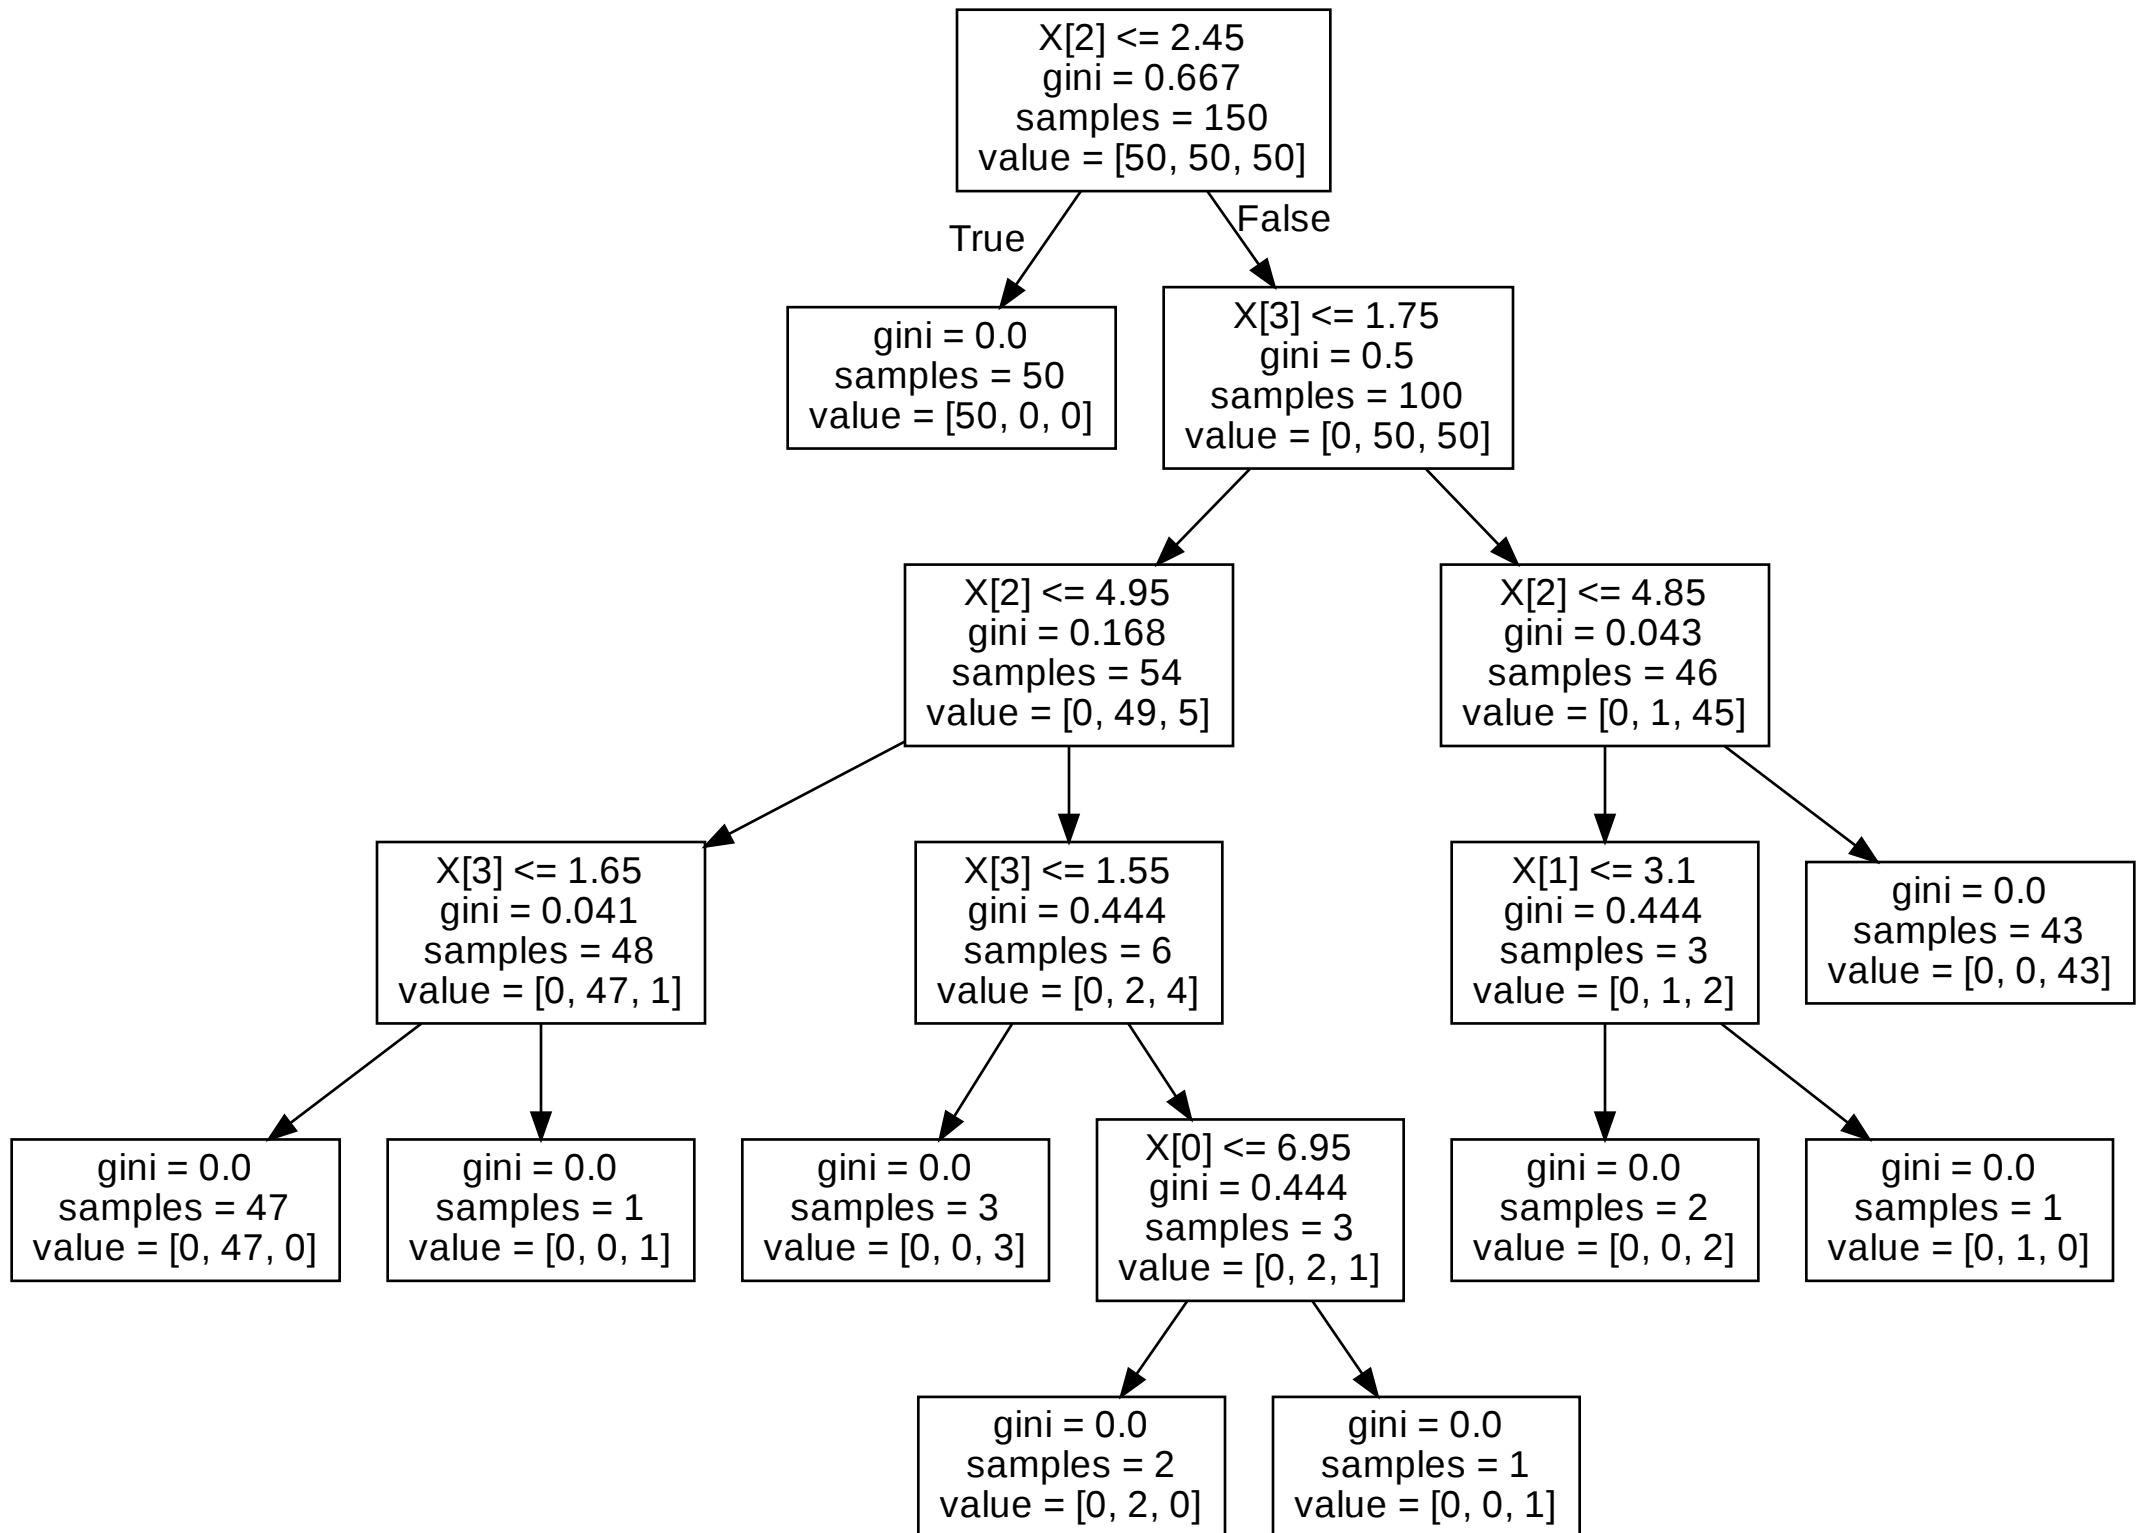 X[2] <= 2.45
gini = 0.667
samples = 150
value = [50, 50, 50]
True
False
gini = 0.0
samples = 50
value = [50, 0, 0]
X[3] <= 1.75
gini = 0.5
samples = 100
value = [0, 50, 50]
X[2] <= 4.95
gini = 0.168
samples = 54
value = [0, 49, 5]
X[2] <= 4.85
gini = 0.043
samples = 46
value = [0, 1, 45]
X[3] <= 1.65
gini = 0.041
samples = 48
value = [0, 47, 1]
X[3] <= 1.55
gini = 0.444
samples = 6
value = [0, 2, 4]
X[1] <= 3.1
gini = 0.444
samples = 3
value = [0, 1, 2]
gini = 0.0
samples = 43
value = [0, 0, 43]
gini = 0.0
samples = 47
value = [0, 47, 0]
gini = 0.0
samples = 1
value = [0, 0, 1]
gini = 0.0
samples = 3
value = [0, 0, 3]
X[0] <= 6.95
gini = 0.444
samples = 3
value = [0, 2, 1]
gini = 0.0
samples = 2
value = [0, 0, 2]
gini = 0.0
samples = 1
value = [0, 1, 0]
gini = 0.0
samples = 2
value = [0, 2, 0]
gini = 0.0
samples = 1
value = [0, 0, 1]